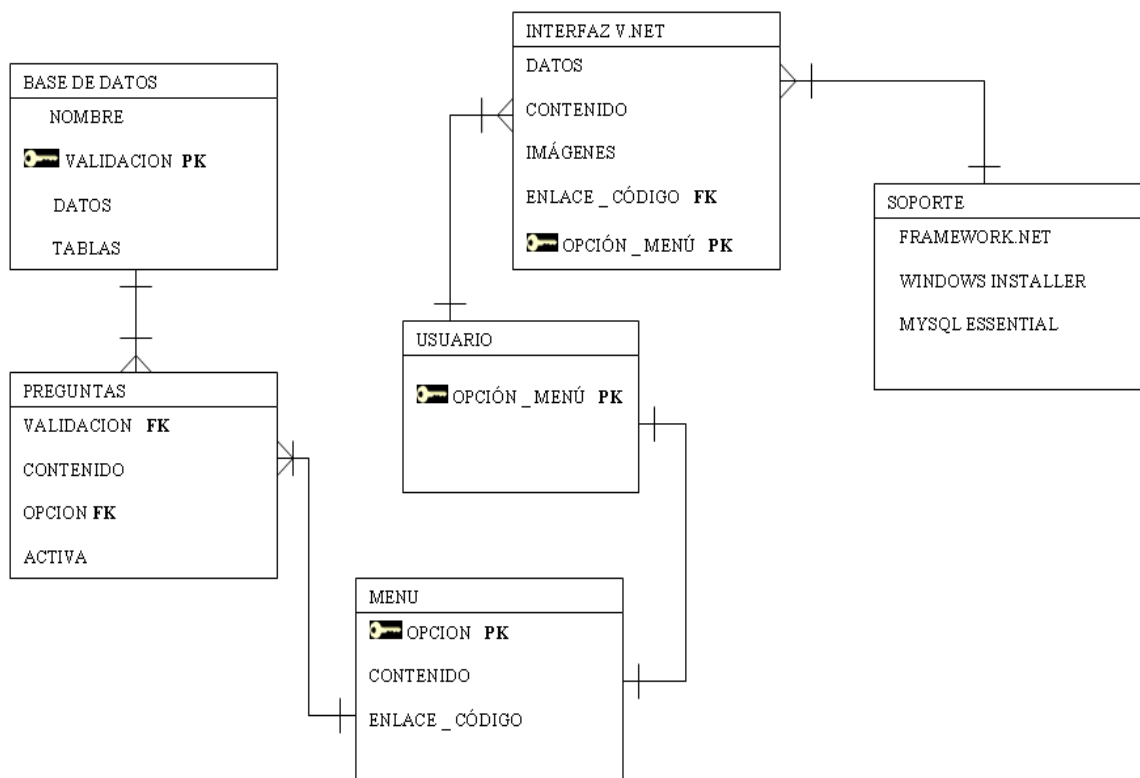 BASE DE DATOS
NOMBRE
VALIDACION PK
DATOS
TABLAS
PREGUNTAS
VALIDACION FK
CONTENIDO
OPCION FK
ACTIVA
INTERFAZ V.NET
DATOS
CONTENIDO
IMÁGENES
ENLACE _ CÓDIGO FK
OPCIÓN _ MENÚ PK
USUARIO
OPCIÓN _ MENÚ PK
MENU
OPCION PK
CONTENIDO
ENLACE _ CÓDIGO
SOPORTE
FRAMEWORK.NET
WINDOWS INSTALLER
MYSQL ESSENTIAL